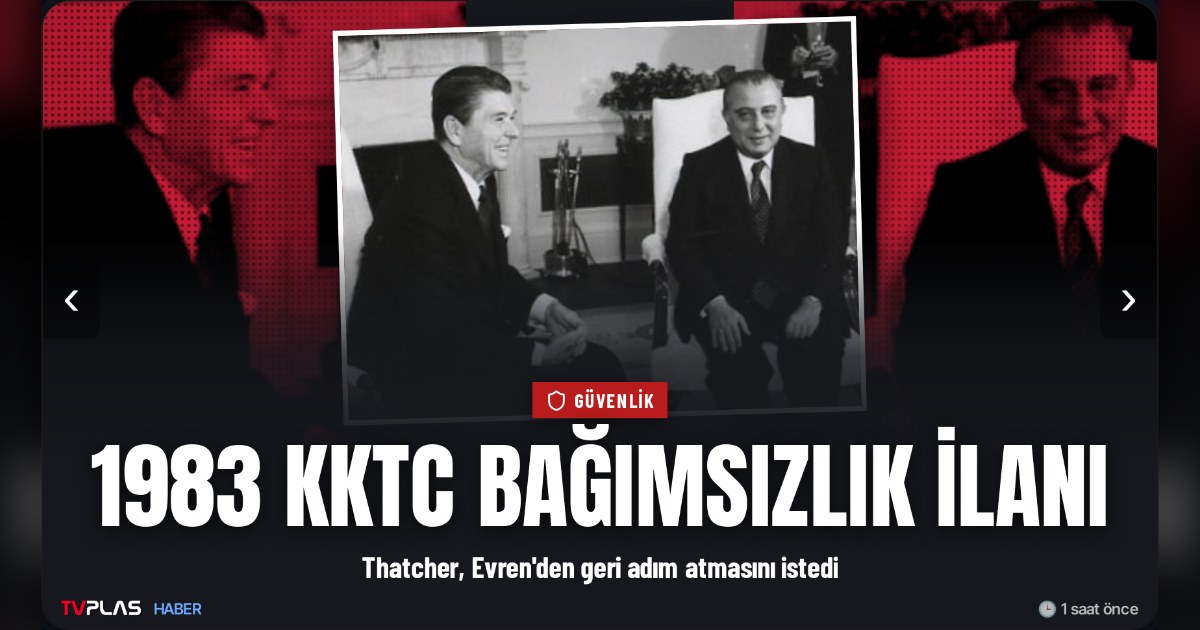 GÜVENLİK
1983 KKTC BAĞIMSIZLIK İLANI
Thatcher, Evren'den geri adım atmasını istedi
TVPLAS HABER
1 saat önce